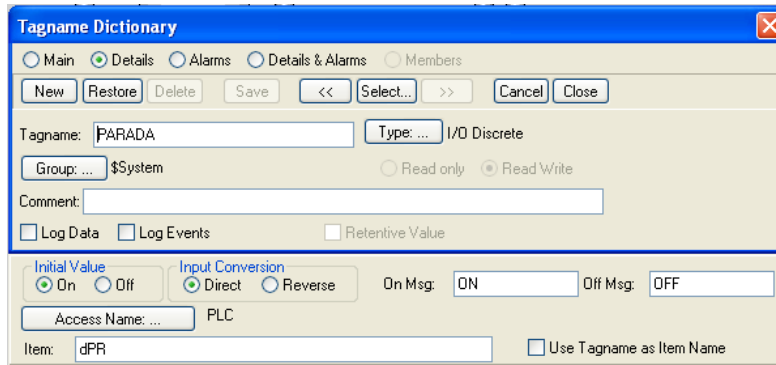 Tagname Dictionary
Main Details Alarms Details & Alarms Members
New Restore Delete Save << Select... >> Cancel Close
Tagname: PARADA Type: ... I/O Discrete
Group: ... $System Read only Read Write
Comment:
Log Data Log Events Retentive Value
Initial Value Input Conversion
On Off Direct Reverse On Msg: ON Off Msg: OFF
Access Name: ... PLC
Item: dPR Use Tagname as Item Name